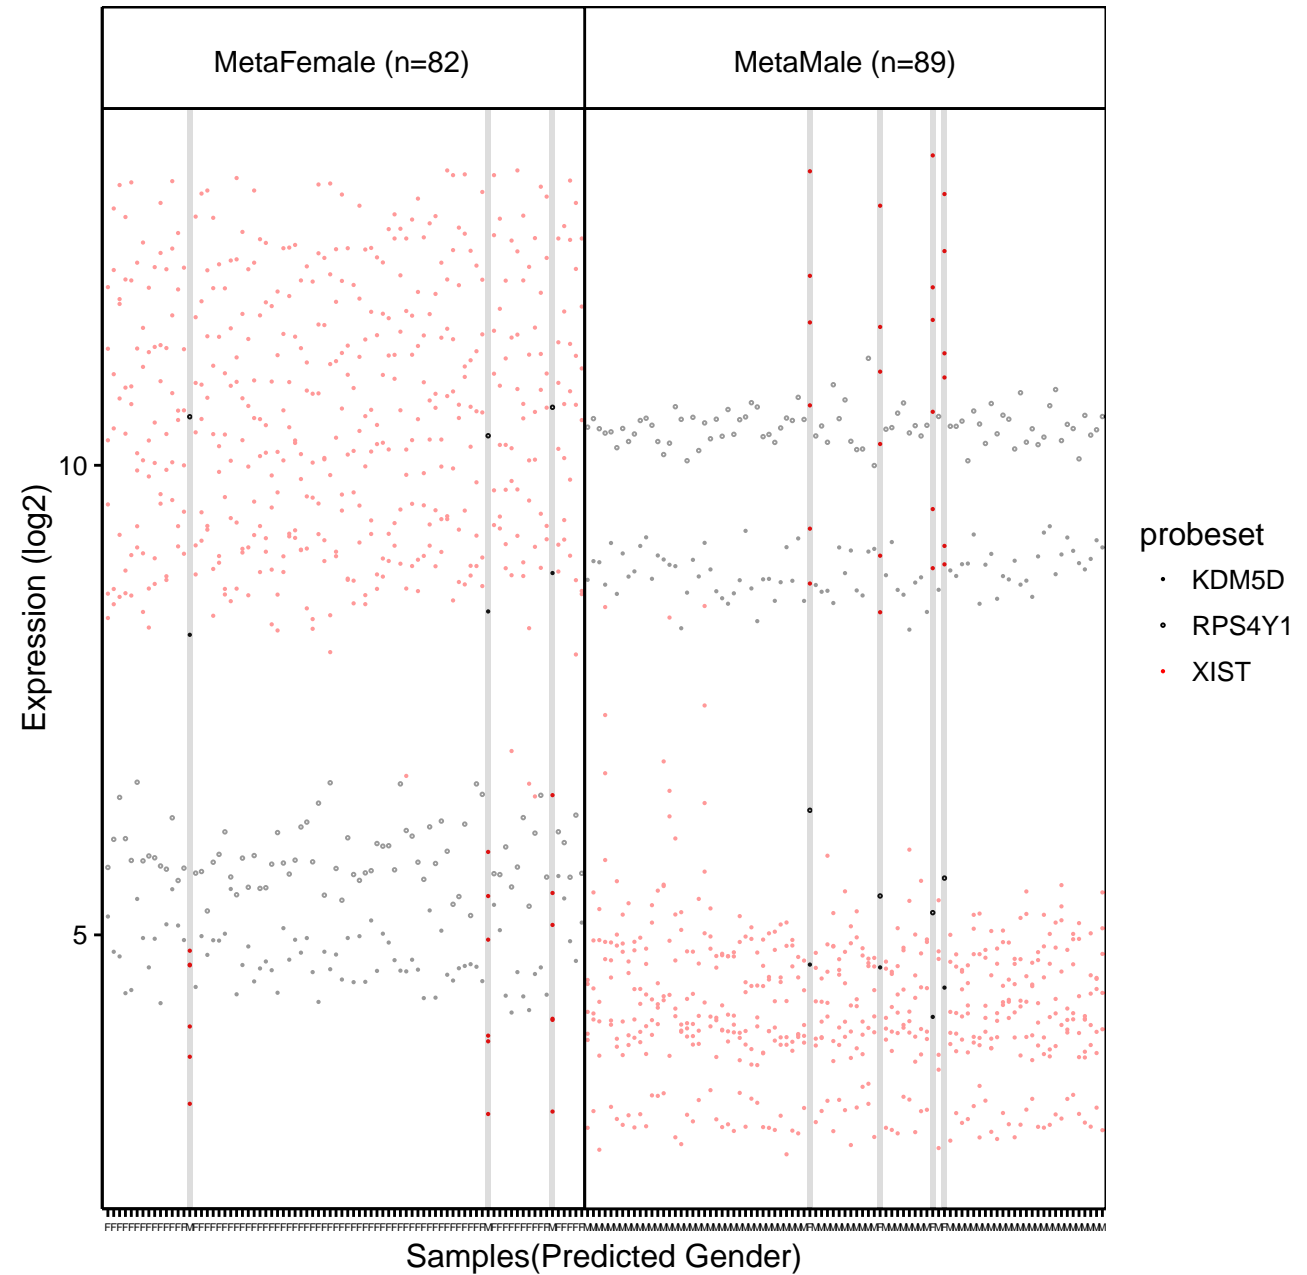 MetaFemale (n=82)
MetaMale (n=89)
Expression (log2)
10
5
Samples(Predicted Gender)
probeset
KDM5D
RPS4Y1
XIST